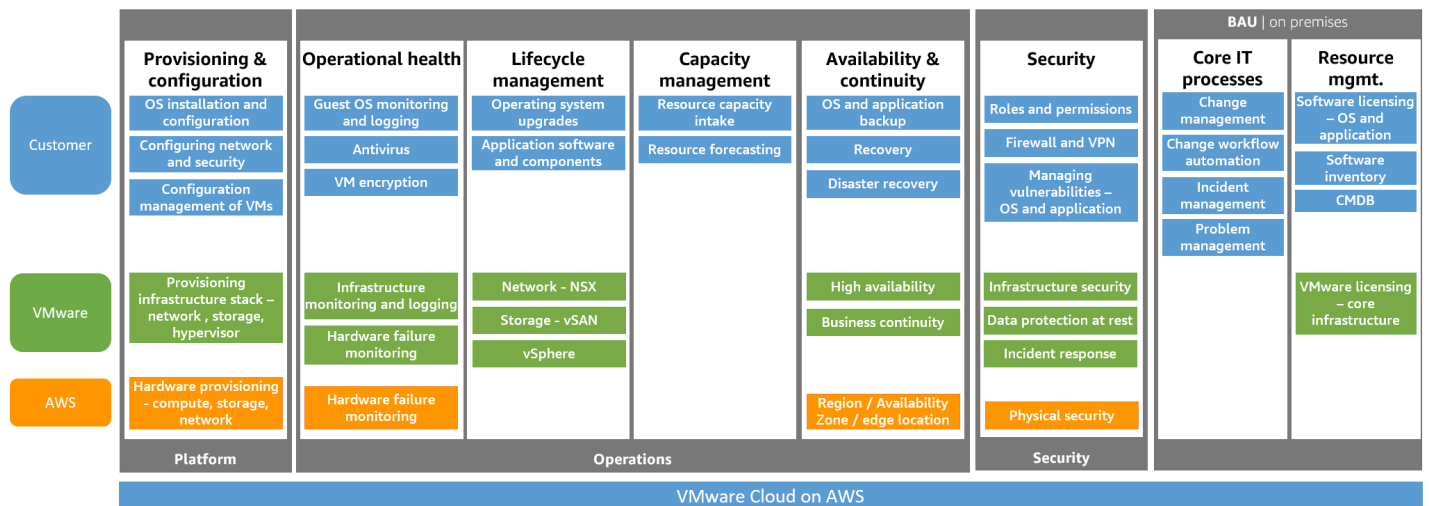 BAU | on premises
Provisioning &
configuration
Operational health
Lifecycle
management
Capacity
management
Availability &
continuity
Security
Core IT
processes
Resource
mgmt.
Customer
OS installation and
configuration
Configuring network
and security
Configuration
management of VMs
Guest OS monitoring
and logging
Antivirus
VM encryption
Operating system
upgrades
Application software
and components
Resource capacity
intake
Resource forecasting
OS and application
backup
Recovery
Disaster recovery
Roles and permissions
Firewall and VPN
Managing
vulnerabilities –
OS and application
Change
management
Change workflow
automation
Incident
management
Problem
management
Software licensing
– OS and
application
Software
inventory
CMDB
VMware
Provisioning
infrastructure stack –
network , storage,
hypervisor
Infrastructure
monitoring and logging
Hardware failure
monitoring
Network - NSX
Storage - vSAN
vSphere
High availability
Business continuity
Infrastructure security
Data protection at rest
Incident response
VMware licensing
– core
infrastructure
AWS
Hardware provisioning
- compute, storage,
network
Hardware failure
monitoring
Region / Availability
Zone / edge location
Physical security
Platform
Operations
Security
VMware Cloud on AWS